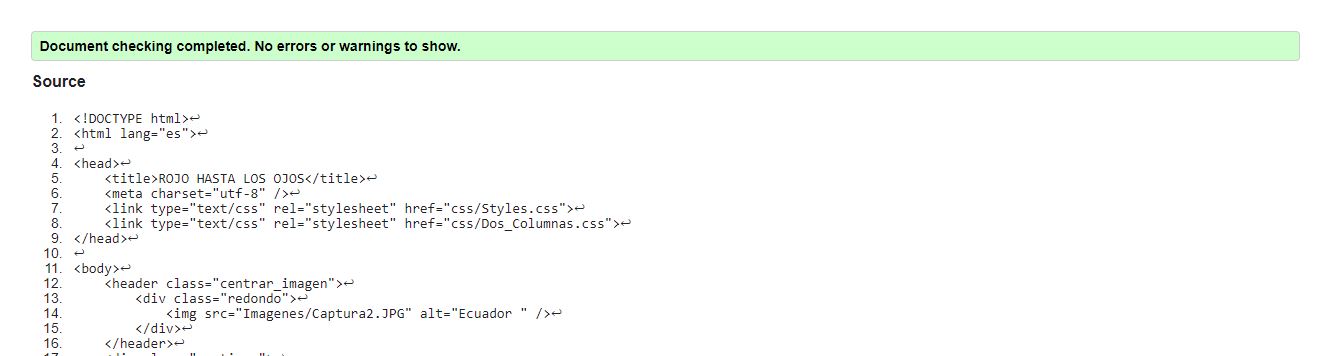 Document checking completed. No errors or warnings to show.
Source
1. <!DOCTYPE html>↩
2. <html lang="es">↩
3. ↩
4. <head>↩
5.     <title>ROJO HASTA LOS OJOS</title>↩
6.     <meta charset="utf-8" />↩
7.     <link type="text/css" rel="stylesheet" href="css/Styles.css">↩
8.     <link type="text/css" rel="stylesheet" href="css/Dos_Columnas.css">↩
9. </head>↩
10. ↩
11. <body>↩
12.     <header class="centrar_imagen">↩
13.         <div class="redondo">↩
14.             <img src="Imagenes/Captura2.JPG" alt="Ecuador " />↩
15.         </div>↩
16.     </header>↩